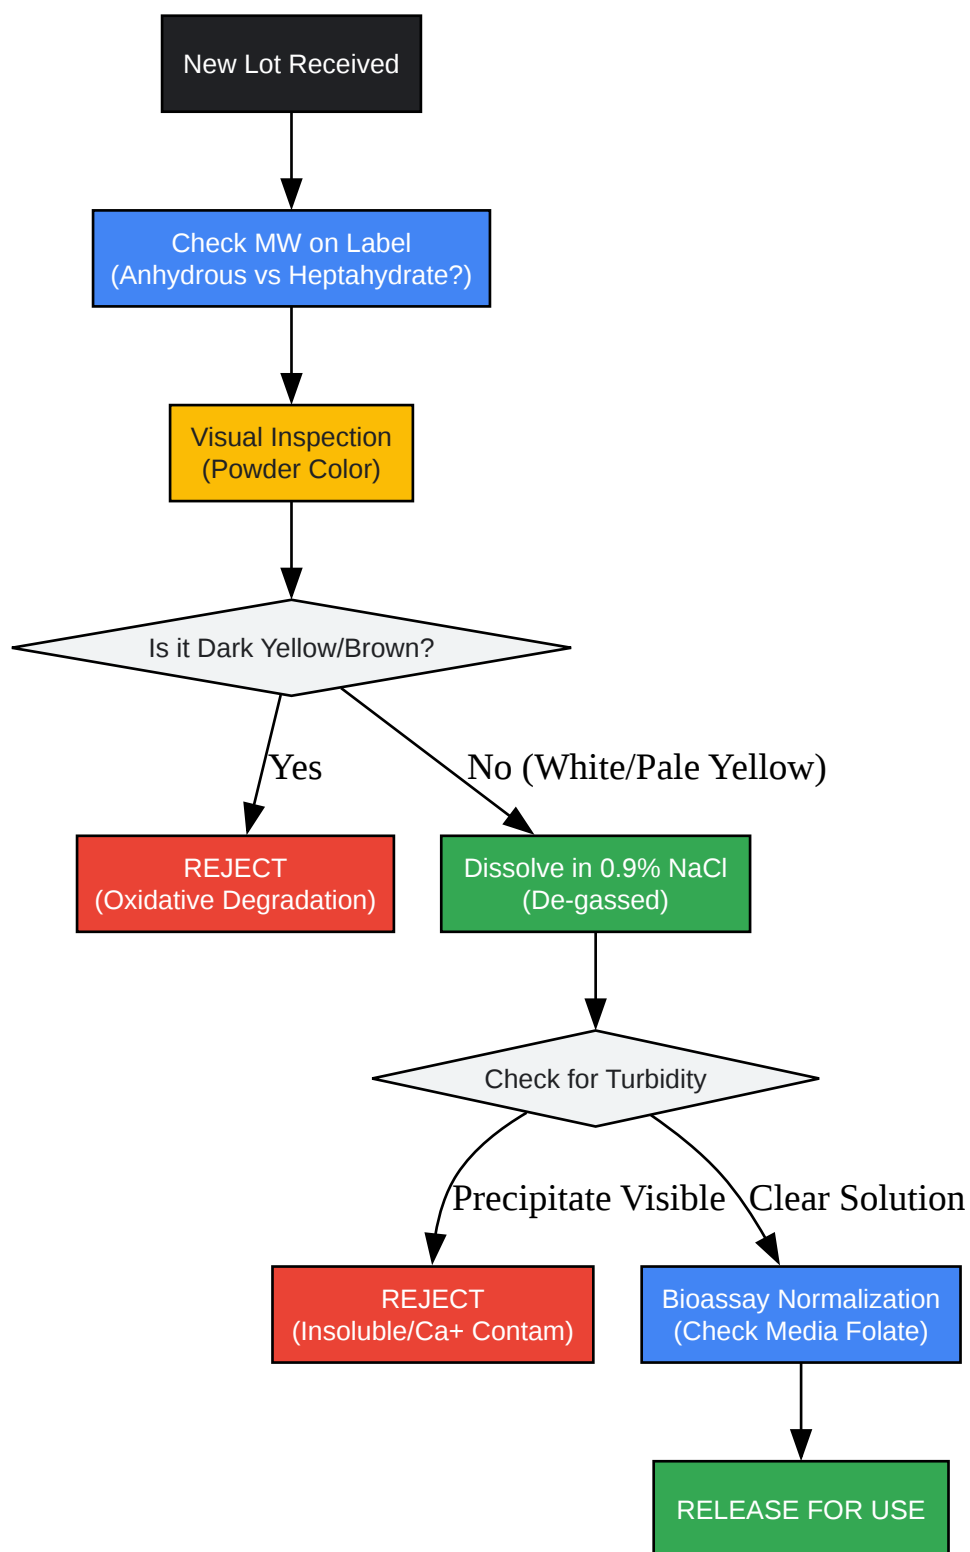 New Lot Received
Check MW on Label
(Anhydrous vs Heptahydrate?)
Visual Inspection
(Powder Color)
Is it Dark Yellow/Brown?
Yes
No (White/Pale Yellow)
REJECT
(Oxidative Degradation)
Dissolve in 0.9% NaCl
(De-gassed)
Check for Turbidity
Precipitate Visible
Clear Solution
REJECT
(Insoluble/Ca+ Contam)
Bioassay Normalization
(Check Media Folate)
RELEASE FOR USE